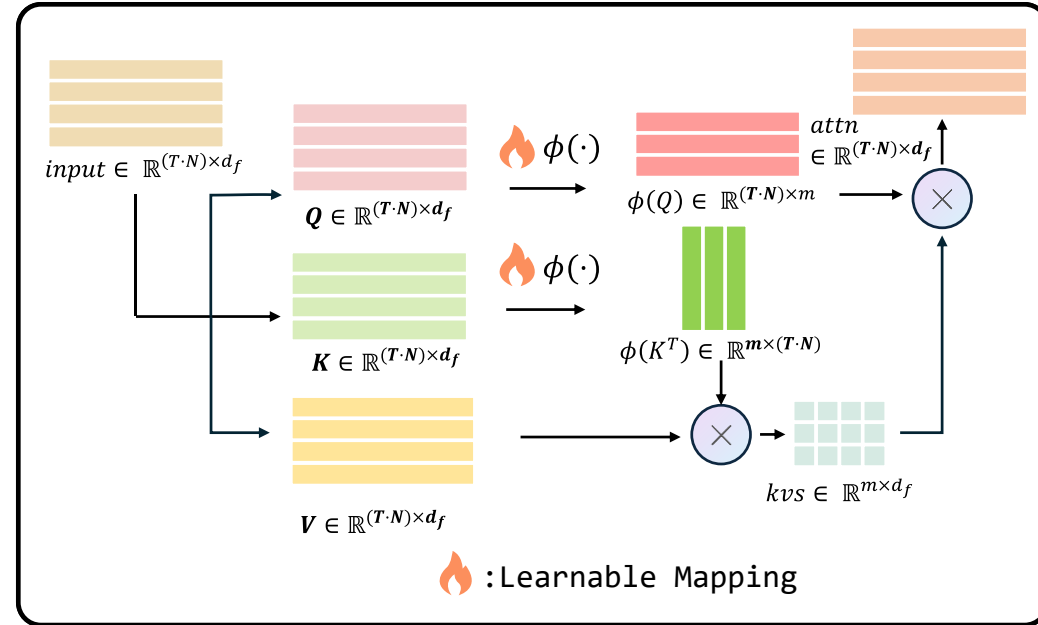 input ∈ ℝ^{(T·N)×d_f}
Q ∈ ℝ^{(T·N)×d_f}
ϕ(·)
ϕ(Q) ∈ ℝ^{(T·N)×m}
attn
∈ ℝ^{(T·N)×d_f}
×
K ∈ ℝ^{(T·N)×d_f}
ϕ(·)
ϕ(K^T) ∈ ℝ^{m×(T·N)}
V ∈ ℝ^{(T·N)×d_f}
×
kvs ∈ ℝ^{m×d_f}
:Learnable Mapping